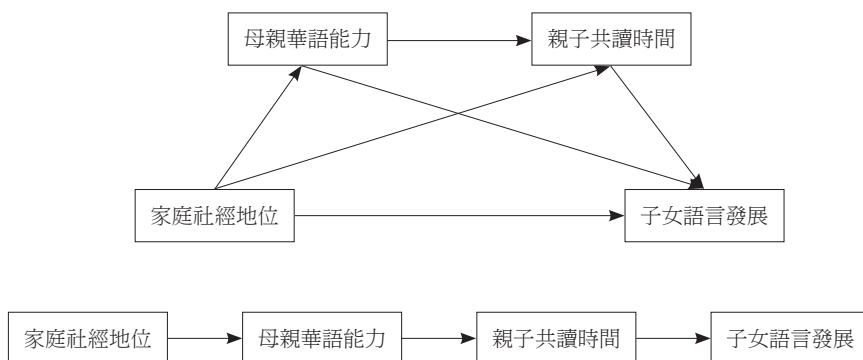 母親華語能力
親子共讀時間
家庭社經地位
子女語言發展
家庭社經地位
母親華語能力
親子共讀時間
子女語言發展